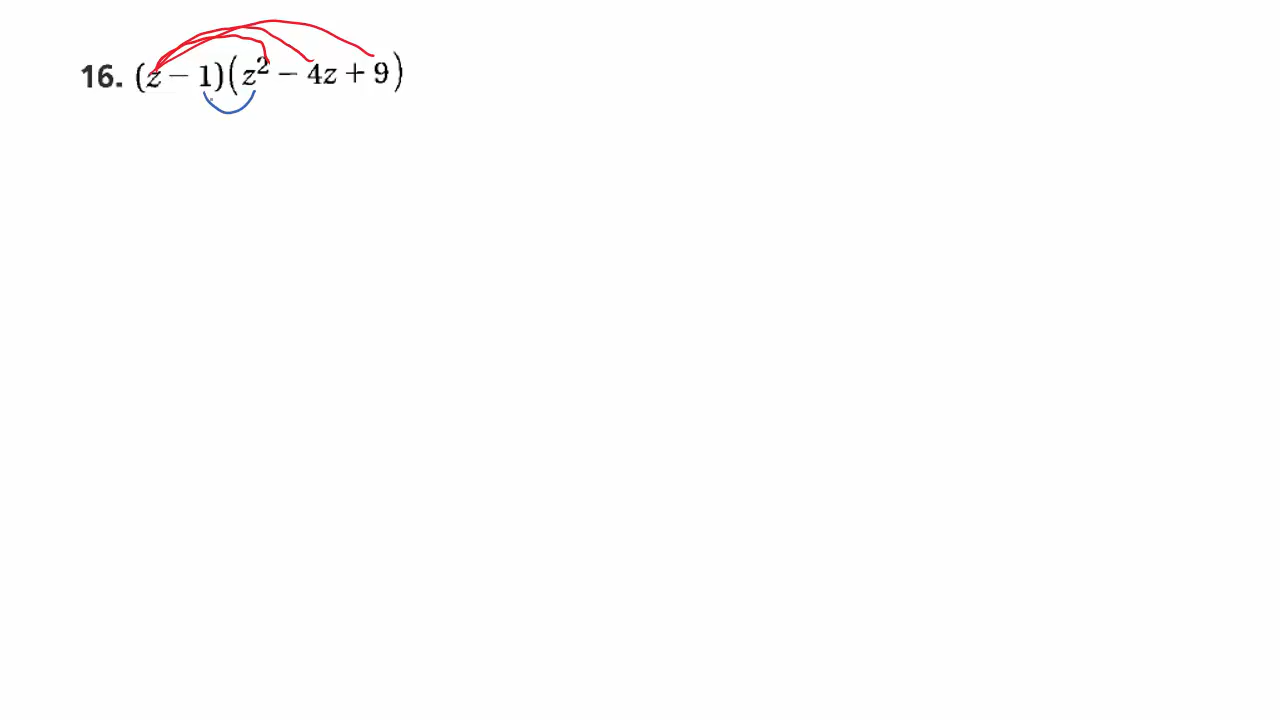 16. (z − 1)(z² − 4z + 9)